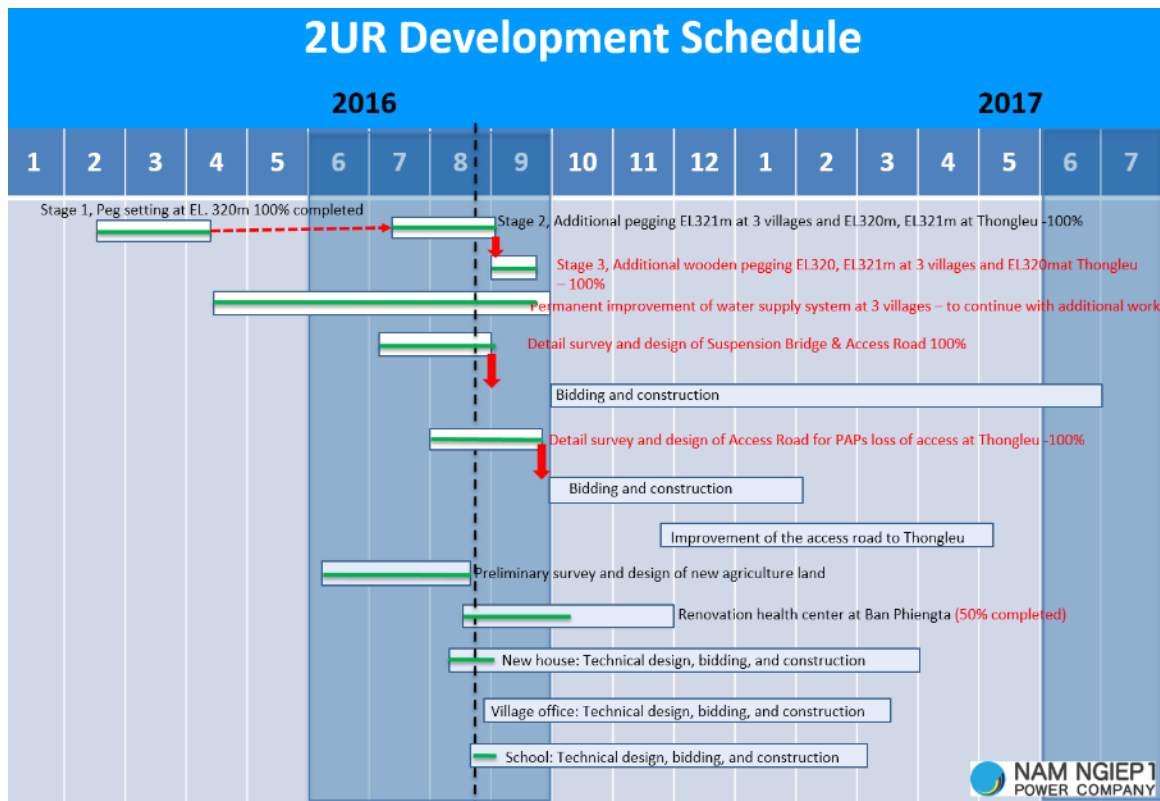 2UR Development Schedule
2016
2017
1 2 3 4 5 6 7 8 9 10 11 12 1 2 3 4 5 6 7
Stage 1, Peg setting at EL. 320m 100% completed
Stage 2, Additional pegging EL321m at 3 villages and EL320m, EL321m at Thongleu -100%
Stage 3, Additional wooden pegging EL320, EL321m at 3 villages and EL320mat Thongleu
– 100%
Permanent improvement of water supply system at 3 villages – to continue with additional work
Detail survey and design of Suspension Bridge & Access Road 100%
Bidding and construction
Detail survey and design of Access Road for PAPs loss of access at Thongleu -100%
Bidding and construction
Improvement of the access road to Thongleu
Preliminary survey and design of new agriculture land
Renovation health center at Ban Phiengta (50% completed)
New house: Technical design, bidding, and construction
Village office: Technical design, bidding, and construction
School: Technical design, bidding, and construction
NAM NGIEP1
POWER COMPANY